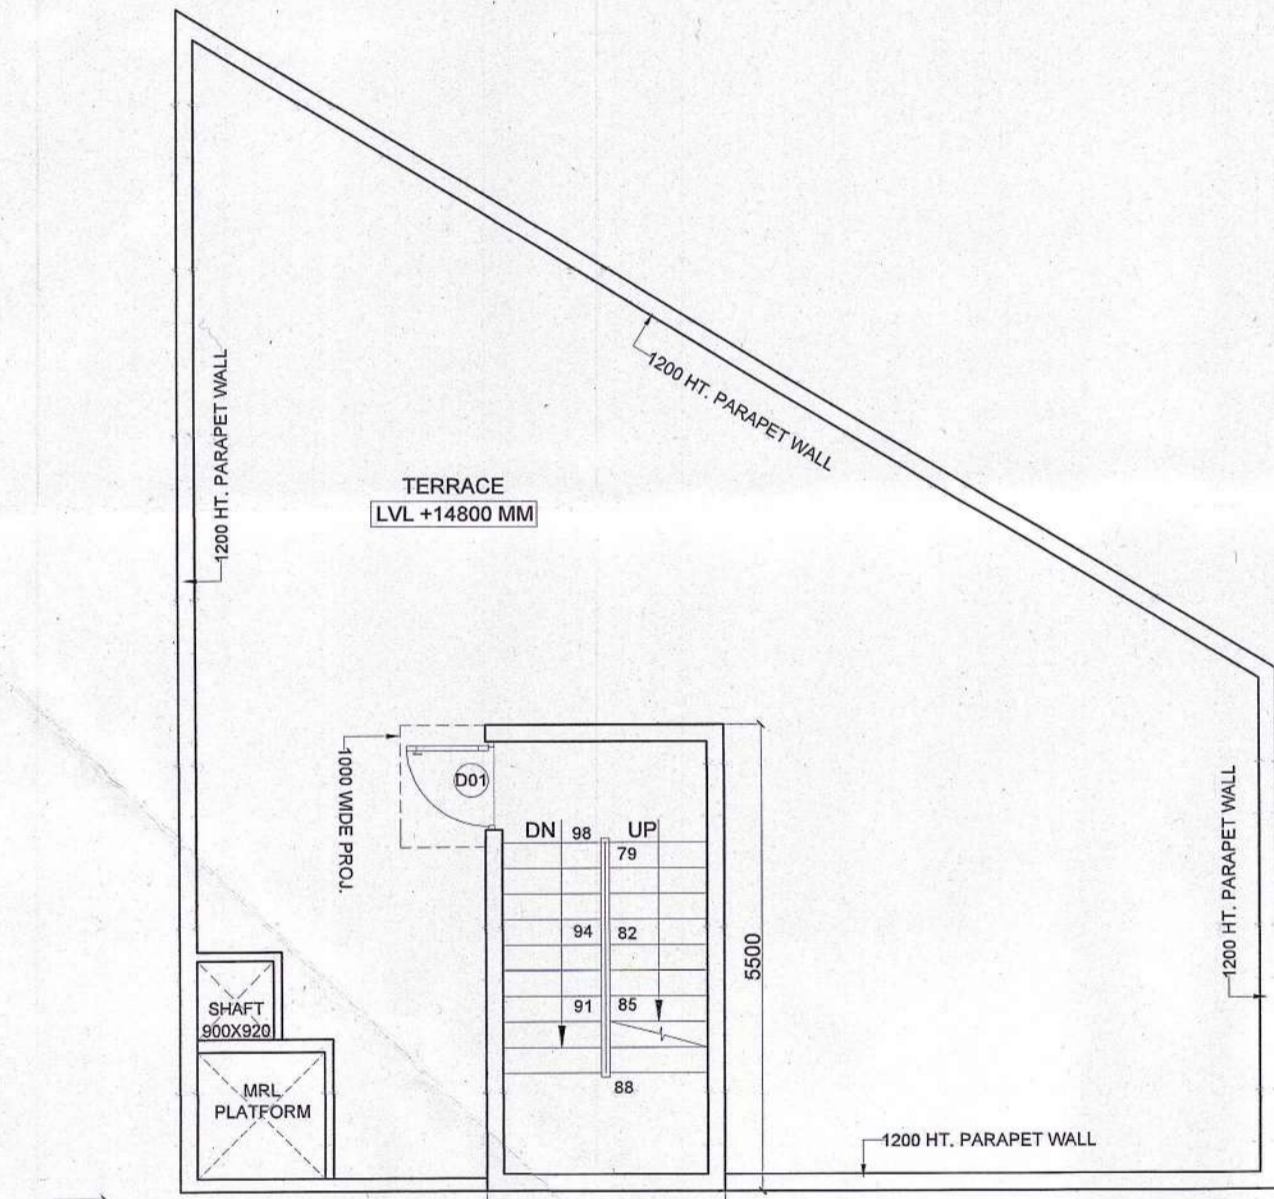 1200 HT. PARAPET WALL
1200 HT. PARAPET WALL
TERRACE
LVL +14800 MM
1000 WIDE PROJ.
D01
DN
98
UP
79
94
82
91
85
88
5500
1200 HT. PARAPET WALL
SHAFT
900X920
MRL
PLATFORM
1200 HT. PARAPET WALL